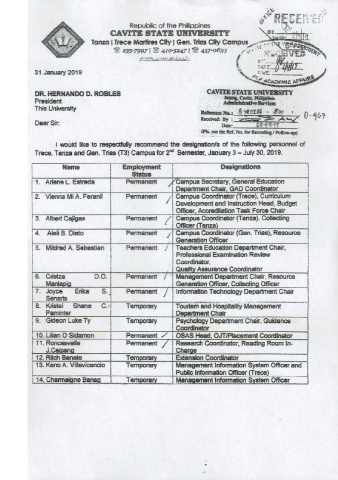 Republic of the Philippines
CAVITE STATE UNIVERSITY
Tanza | Trece Martires City | Gen. Trias City Campus
RECEIVED
ACADEMIC AFFAIRS
31 January 2019
DR. HERNANDO D. ROBLES
President
This University
CAVITE STATE UNIVERSITY
Indang, Cavite, Philippines
Administrative Services
Reference No.:
Received: by
Date:
(Pls. use the Ref. No. for Recording / Follow-up)
Dear Sir:
I would like to respectfully recommend the designation/s of the following personnel of
Trece, Tanza and Gen. Trias (T3) Campus for 2nd Semester, January 3 – July 30, 2019.
Name Employment Status Designations
1. Arlene L. Estrada Permanent Campus Secretary, General Education
Department Chair, GAD Coordinator
2. Vienna Mi A. Feranil Permanent Campus Coordinator (Trece), Curriculum
Development and Instruction Head, Budget
Officer, Accreditation Task Force Chair
3. Albert Cajigas Permanent Campus Coordinator (Tanza), Collecting
Officer (Tanza)
4. Permanent Campus Coordinator (Gen. Trias), Resource
Generation Officer
5. Mildred A. Sebastian Permanent Teachers Education Department Chair,
Professional Examination Review
Coordinator,
Quality Assurance Coordinator
6. Cristza D.O. Manlapig Permanent Management Department Chair, Resource
Generation Officer, Collecting Officer
7. Joyce Erika S. Senaris Permanent Information Technology Department Chair
8. Kristel Shane C. Paminter Temporary Tourism and Hospitality Management
Department Chair
9. Gideon Luke Ty Temporary Psychology Department Chair, Guidance
Coordinator
10. Lilian O Sidamon Permanent OSAS Head, OJT/Placement Coordinator
11. Roncesvalle J. Caipang Permanent Research Coordinator, Reading Room In-
Charge
12. Ritch Banate Temporary Extension Coordinator
13. Keno A. Villavicencio Temporary Management Information System Officer and
Public Information Officer (Trece)
14. Charmaigne Banag Temporary Management Information System Officer